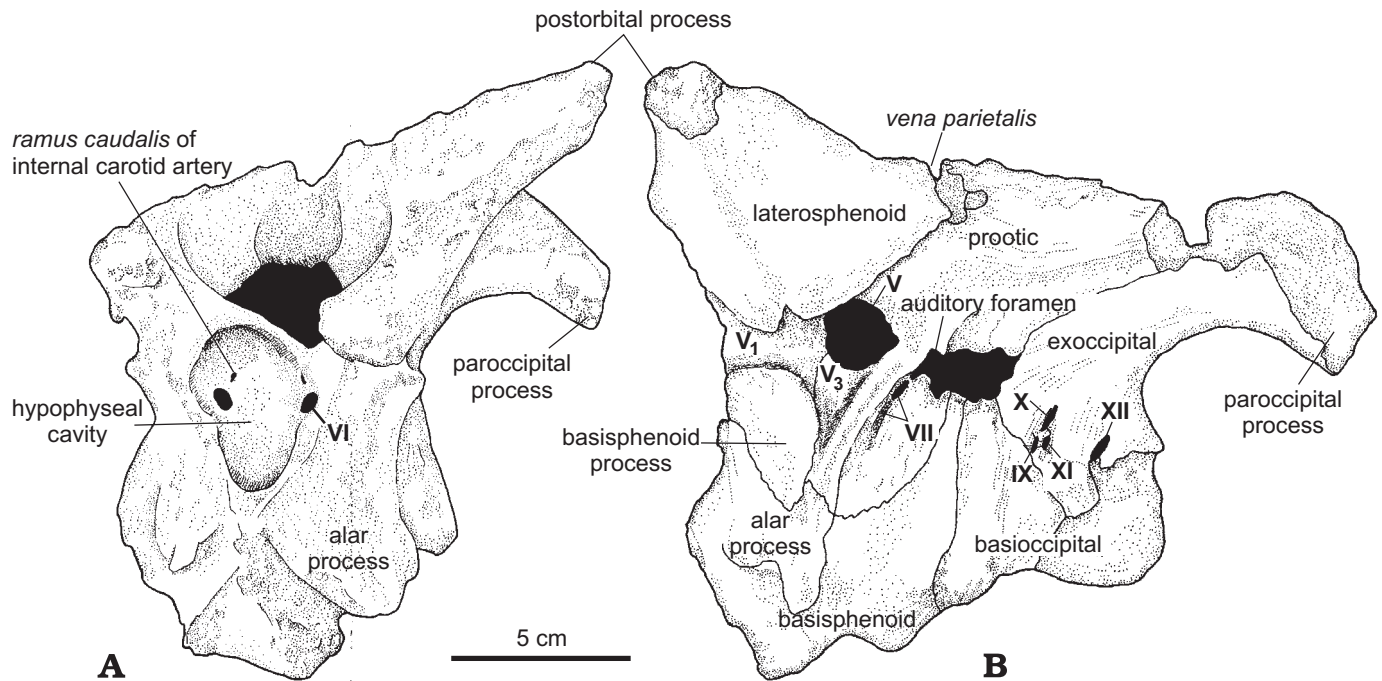 postorbital process
ramus caudalis of
internal carotid artery
hypophyseal
cavity
VI
alar
process
paroccipital
process
A
5 cm
vena parietalis
laterosphenoid
prootic
V
auditory foramen
V1
V3
exoccipital
basisphenoid
process
VII
X
XII
IX
XI
paroccipital
process
alar
process
basioccipital
basisphenoid
B